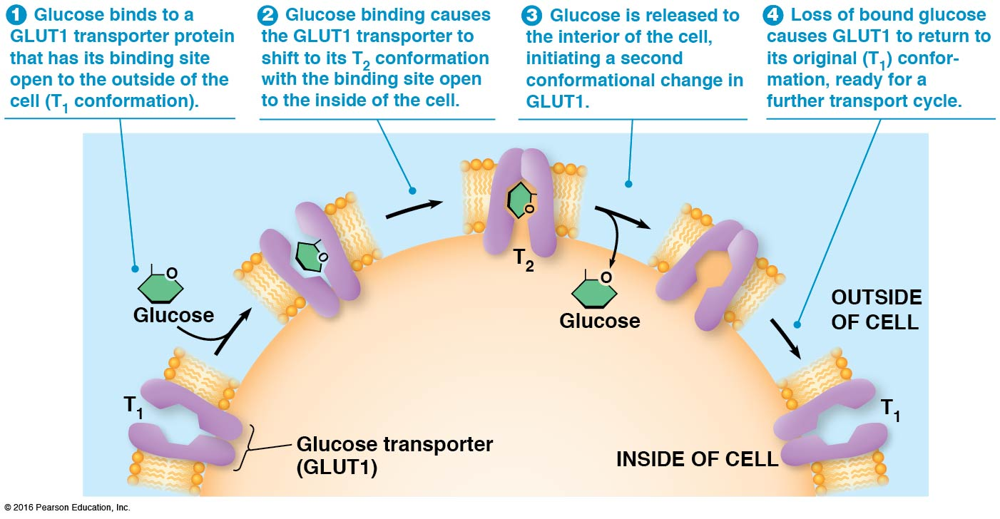 1 Glucose binds to a
GLUT1 transporter protein
that has its binding site
open to the outside of the
cell (T1 conformation).
2 Glucose binding causes
the GLUT1 transporter to
shift to its T2 conformation
with the binding site open
to the inside of the cell.
3 Glucose is released to
the interior of the cell,
initiating a second
conformational change in
GLUT1.
4 Loss of bound glucose
causes GLUT1 to return to
its original (T1) confor-
mation, ready for a
further transport cycle.
O
Glucose
T1
O
O
T2
O
Glucose
OUTSIDE
OF CELL
T1
Glucose transporter
(GLUT1)
INSIDE OF CELL
© 2016 Pearson Education, Inc.